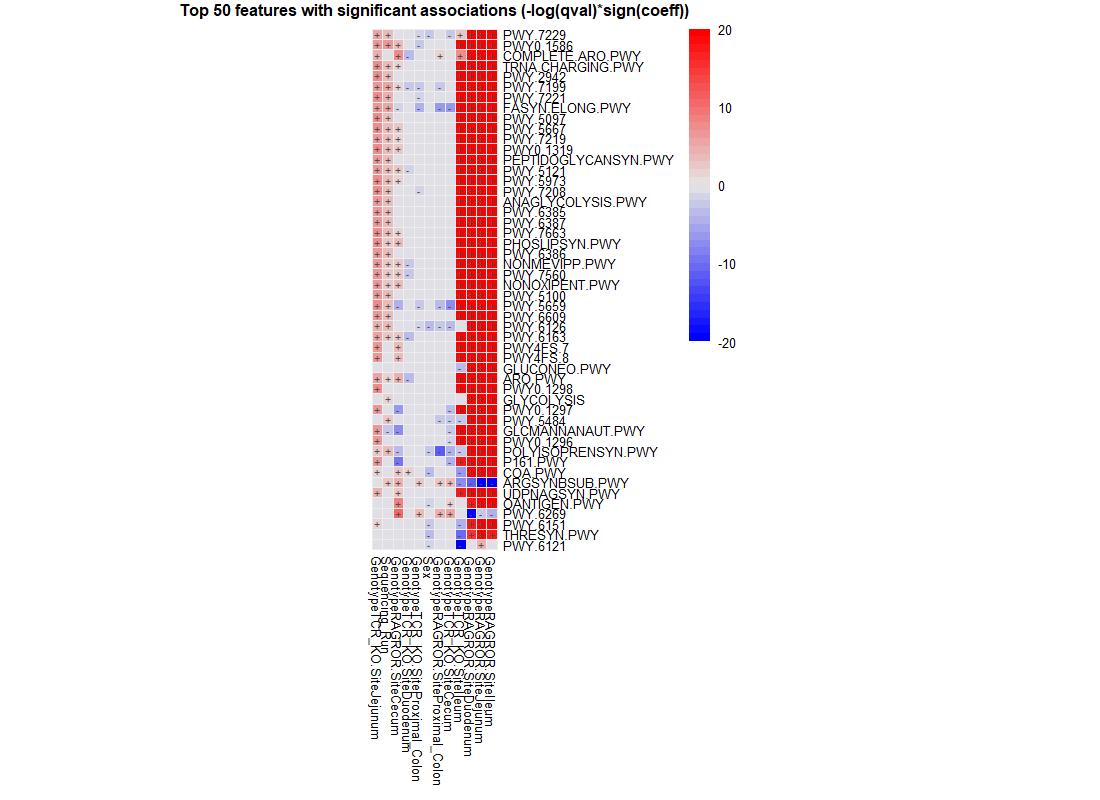 Top 50 features with significant associations (-log(qval)*sign(coeff))
PWY.7229
PWY0.1586
COMPLETE.ARO.PWY
TRNA.CHARGING.PWY
PWY.2942
PWY.7199
PWY.7221
FASYN.ELONG.PWY
PWY.5097
PWY.5667
PWY.7219
PWY0.1319
PEPTIDOGLYCANSYN.PWY
PWY.5121
PWY.5973
PWY.7208
ANAGLYCOLYSIS.PWY
PWY.6385
PWY.6387
PWY.7663
PHOSLIPSYN.PWY
PWY.6386
NONMEVIPP.PWY
PWY.7560
NONOXIPENT.PWY
PWY.5100
PWY.5659
PWY.6609
PWY.6126
PWY.6163
PWY4FS.7
PWY4FS.8
GLUCONEO.PWY
ARO.PWY
PWY0.1298
GLYCOLYSIS
PWY0.1297
PWY.5484
GLCMANNANAUT.PWY
PWY0.1296
POLYISOPRENSYN.PWY
P161.PWY
COA.PWY
ARGSYNBSUB.PWY
UDPNAGSYN.PWY
OANTIGEN.PWY
PWY.6269
PWY.6151
THRESYN.PWY
PWY.6121
20
10
0
-10
-20
GenotypeTCR_KO:SiteJejunum
Sequencing_Run
GenotypeRAGROR:SiteCecum
GenotypeTCR_KO:SiteDuodenum
GenotypeTCR_KO:SiteProximal_Colon
Sex
GenotypeRAGROR:SiteProximal_Colon
GenotypeTCR_KO:SiteCecum
GenotypeTCR_KO:SiteIleum
GenotypeRAGROR:SiteDuodenum
GenotypeRAGROR:SiteJejunum
GenotypeRAGROR:SiteIleum